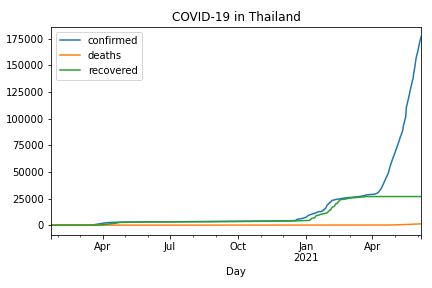 COVID-19 in Thailand
confirmed
deaths
recovered
175000
150000
125000
100000
75000
50000
25000
0
Apr Jul Oct Jan Apr
2021
Day